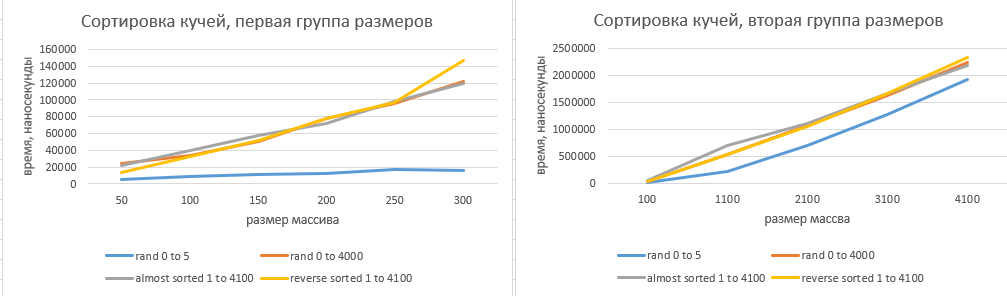 Сортировка кучей, первая группа размеров
время, наносекунды
160000
140000
120000
100000
80000
60000
40000
20000
0
50 100 150 200 250 300
размер массива
rand 0 to 5 rand 0 to 4000
almost sorted 1 to 4100 reverse sorted 1 to 4100
Сортировка кучей, вторая группа размеров
время, наносекунды
2500000
2000000
1500000
1000000
500000
0
100 1100 2100 3100 4100
размер массва
rand 0 to 5 rand 0 to 4000
almost sorted 1 to 4100 reverse sorted 1 to 4100